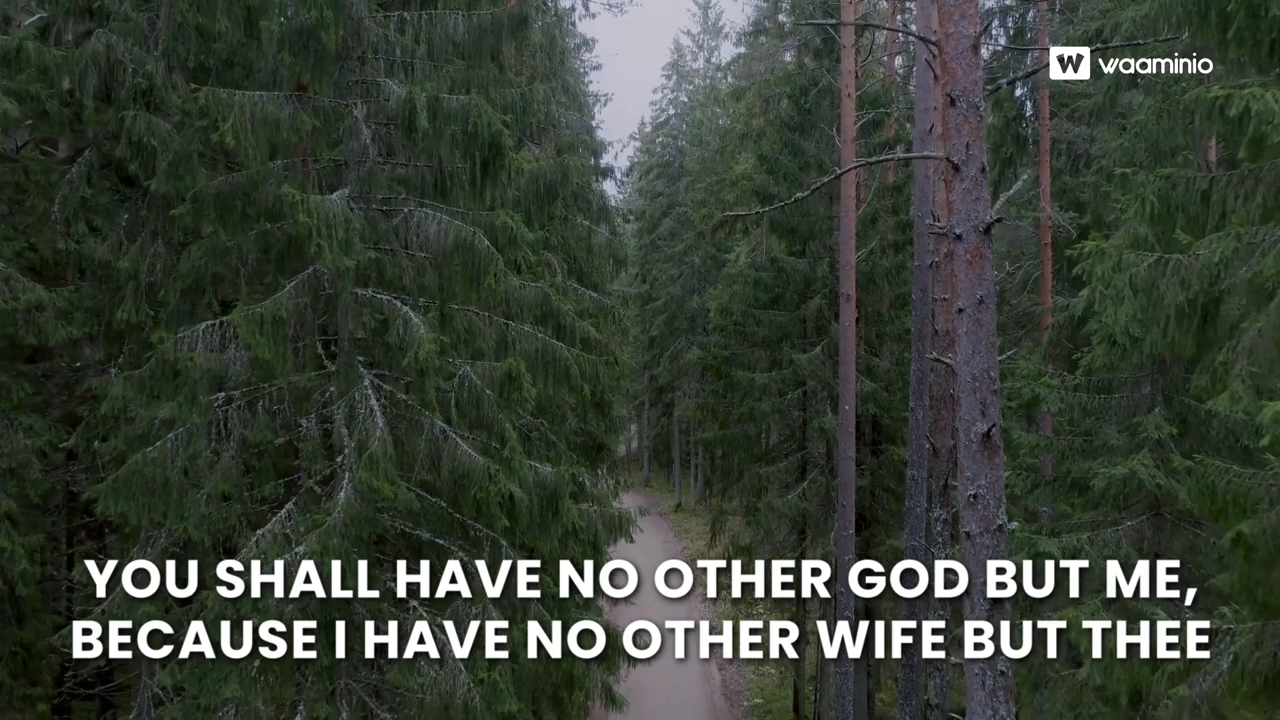 waaminio
YOU SHALL HAVE NO OTHER GOD BUT ME,
BECAUSE I HAVE NO OTHER WIFE BUT THEE